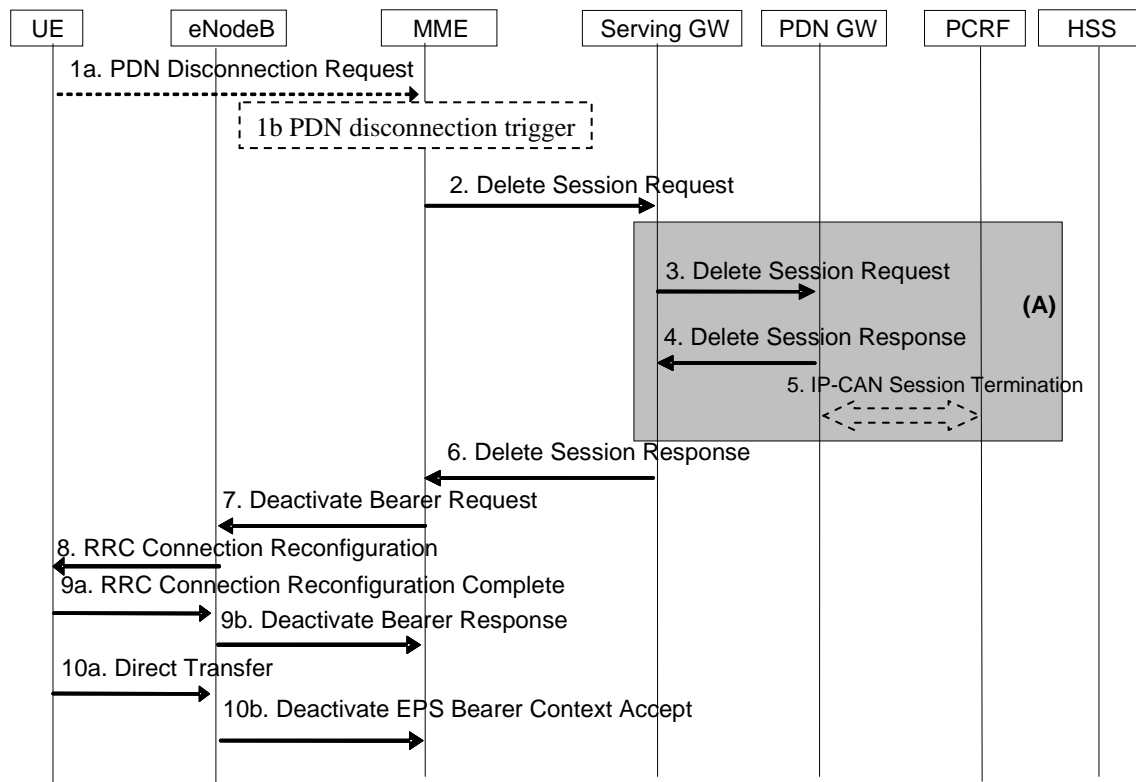 UE eNodeB MME Serving GW PDN GW PCRF HSS
1a. PDN Disconnection Request
1b PDN disconnection trigger
2. Delete Session Request
3. Delete Session Request
(A)
4. Delete Session Response
5. IP-CAN Session Termination
6. Delete Session Response
7. Deactivate Bearer Request
8. RRC Connection Reconfiguration
9a. RRC Connection Reconfiguration Complete
9b. Deactivate Bearer Response
10a. Direct Transfer
10b. Deactivate EPS Bearer Context Accept